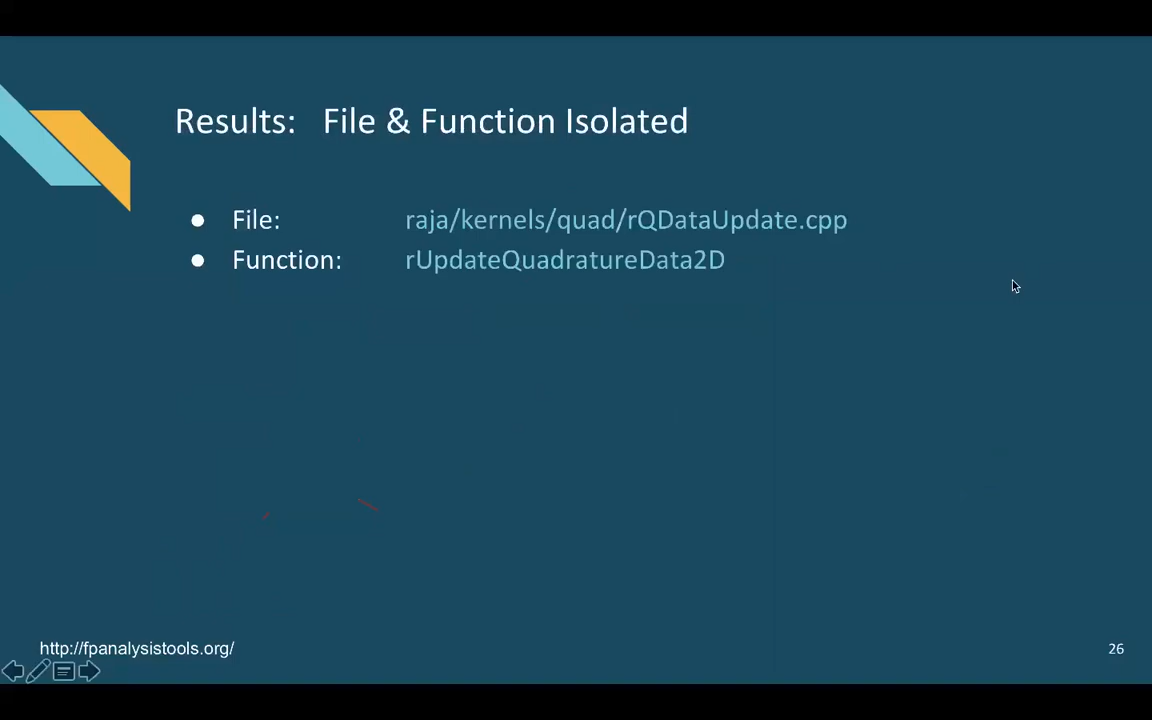 Results: File & Function Isolated
● File: raja/kernels/quad/rQDataUpdate.cpp
● Function: rUpdateQuadratureData2D
http://fpanalysistools.org/
26